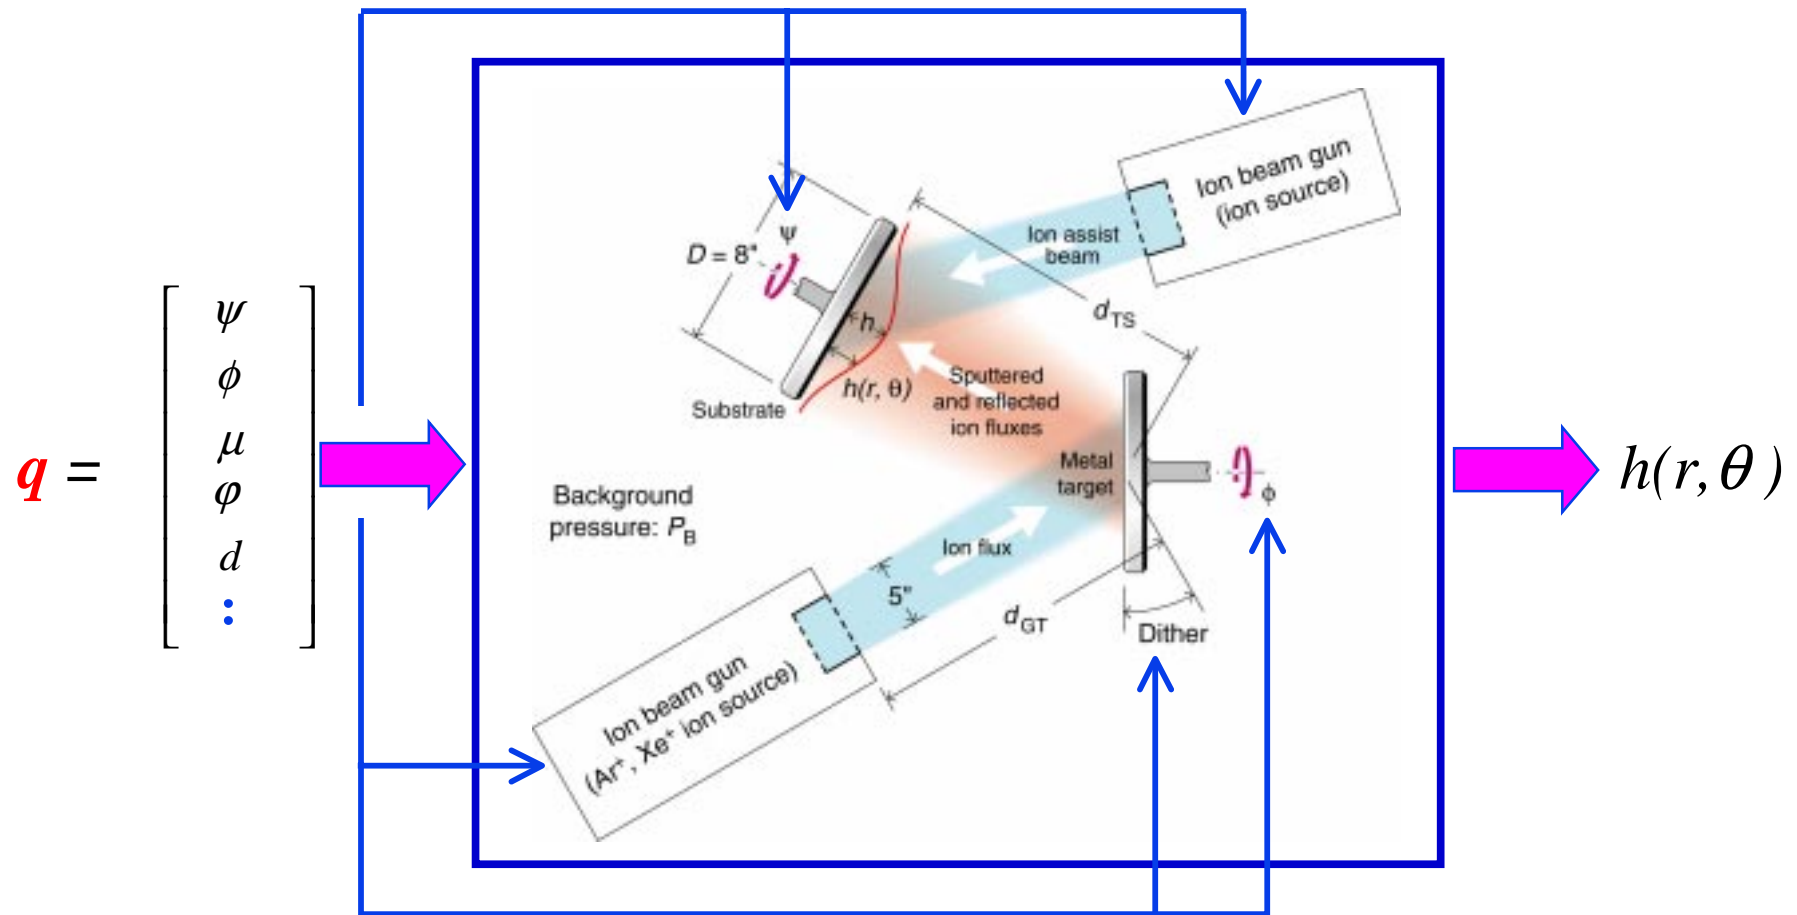 q =
ψ
ϕ
μ
φ
d
:
D = 8"
ψ
h
h(r, θ)
Substrate
Ion beam gun
(ion source)
Ion assist
beam
d_TS
Sputtered
and reflected
ion fluxes
Metal
target
ϕ
Background
pressure: P_B
Ion flux
5"
d_GT
Dither
Ion beam gun
(Ar⁺, Xe⁺ ion source)
h(r, θ)